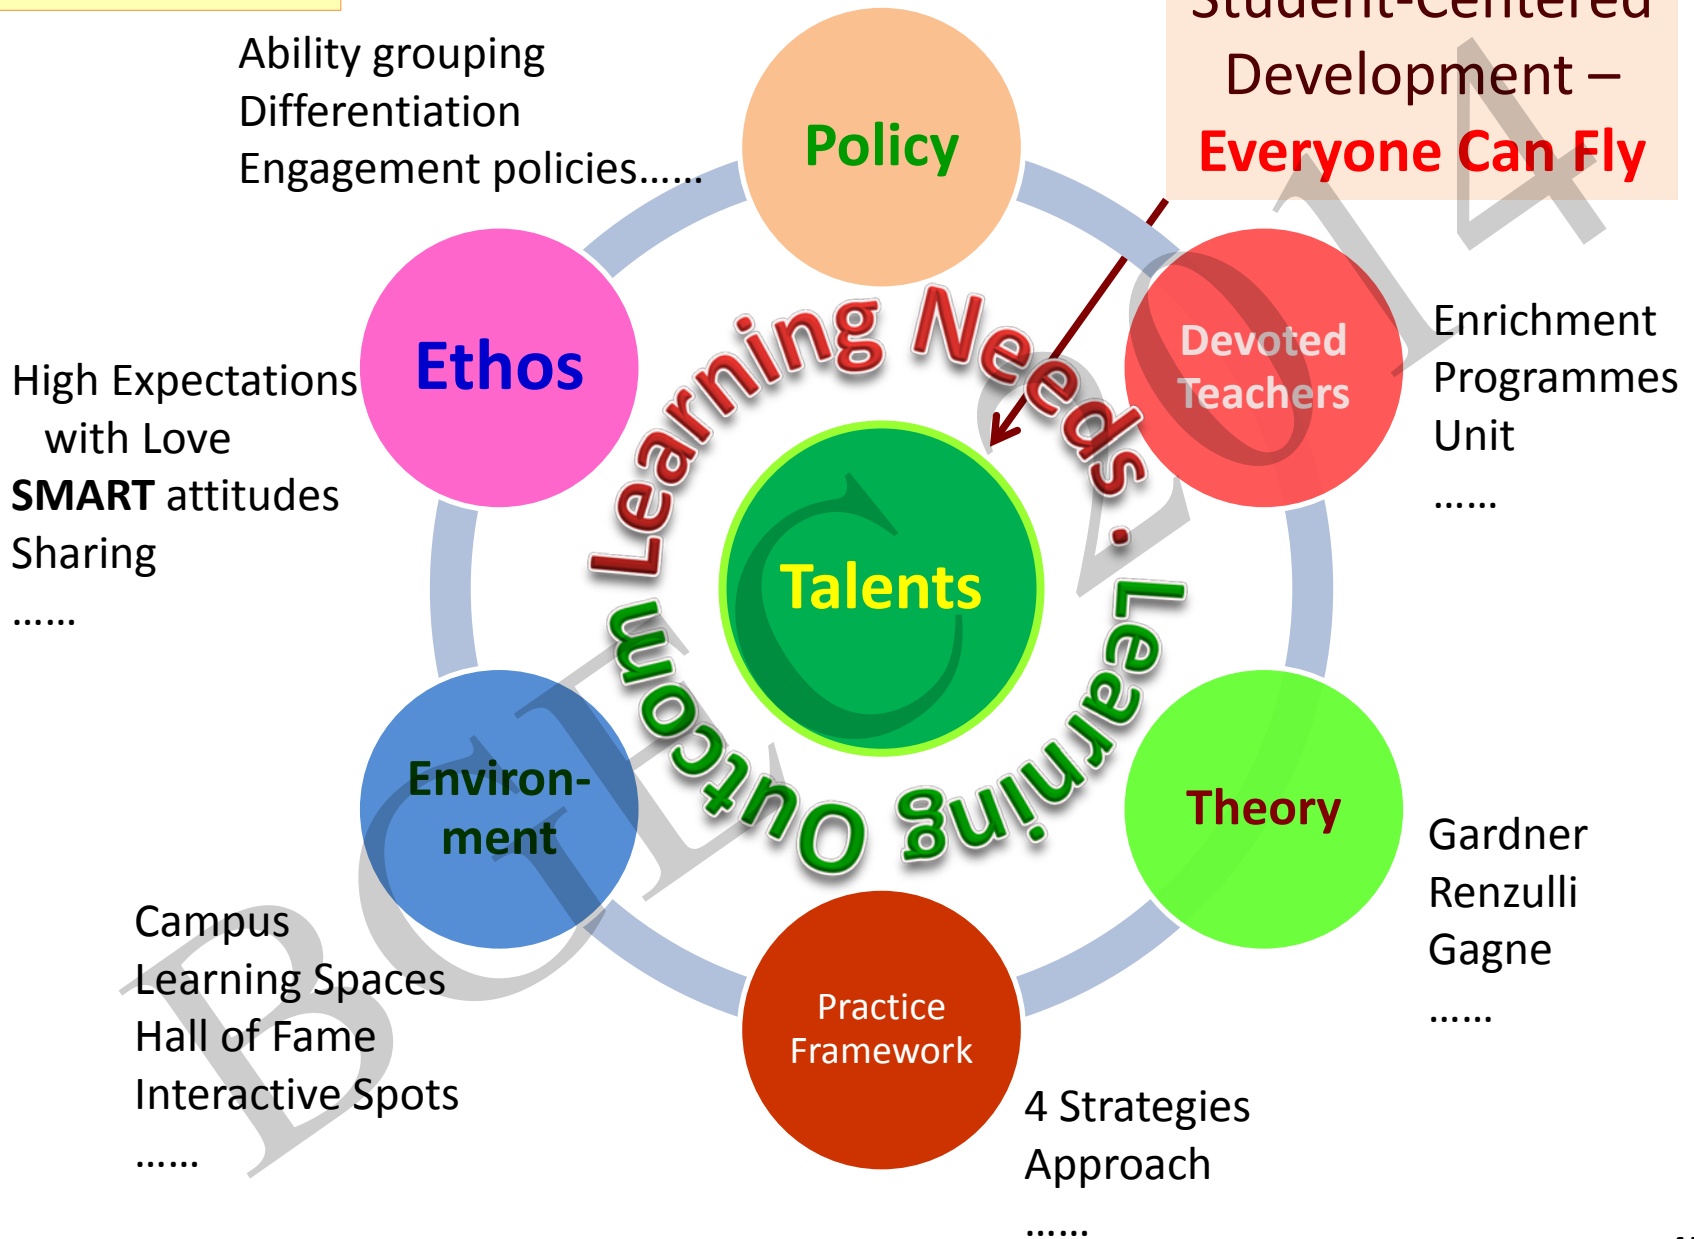 Student-Centered
Development –
Everyone Can Fly
Ability grouping
Differentiation
Engagement policies......
Policy
Ethos
High Expectations
with Love
SMART attitudes
Sharing
......
Devoted
Teachers
Enrichment
Programmes
Unit
......
Learning Needs · Learning Outcom
Talents
Environ-
ment
Campus
Learning Spaces
Hall of Fame
Interactive Spots
......
Theory
Gardner
Renzulli
Gagne
......
Practice
Framework
4 Strategies
Approach
......
BGEC 2014